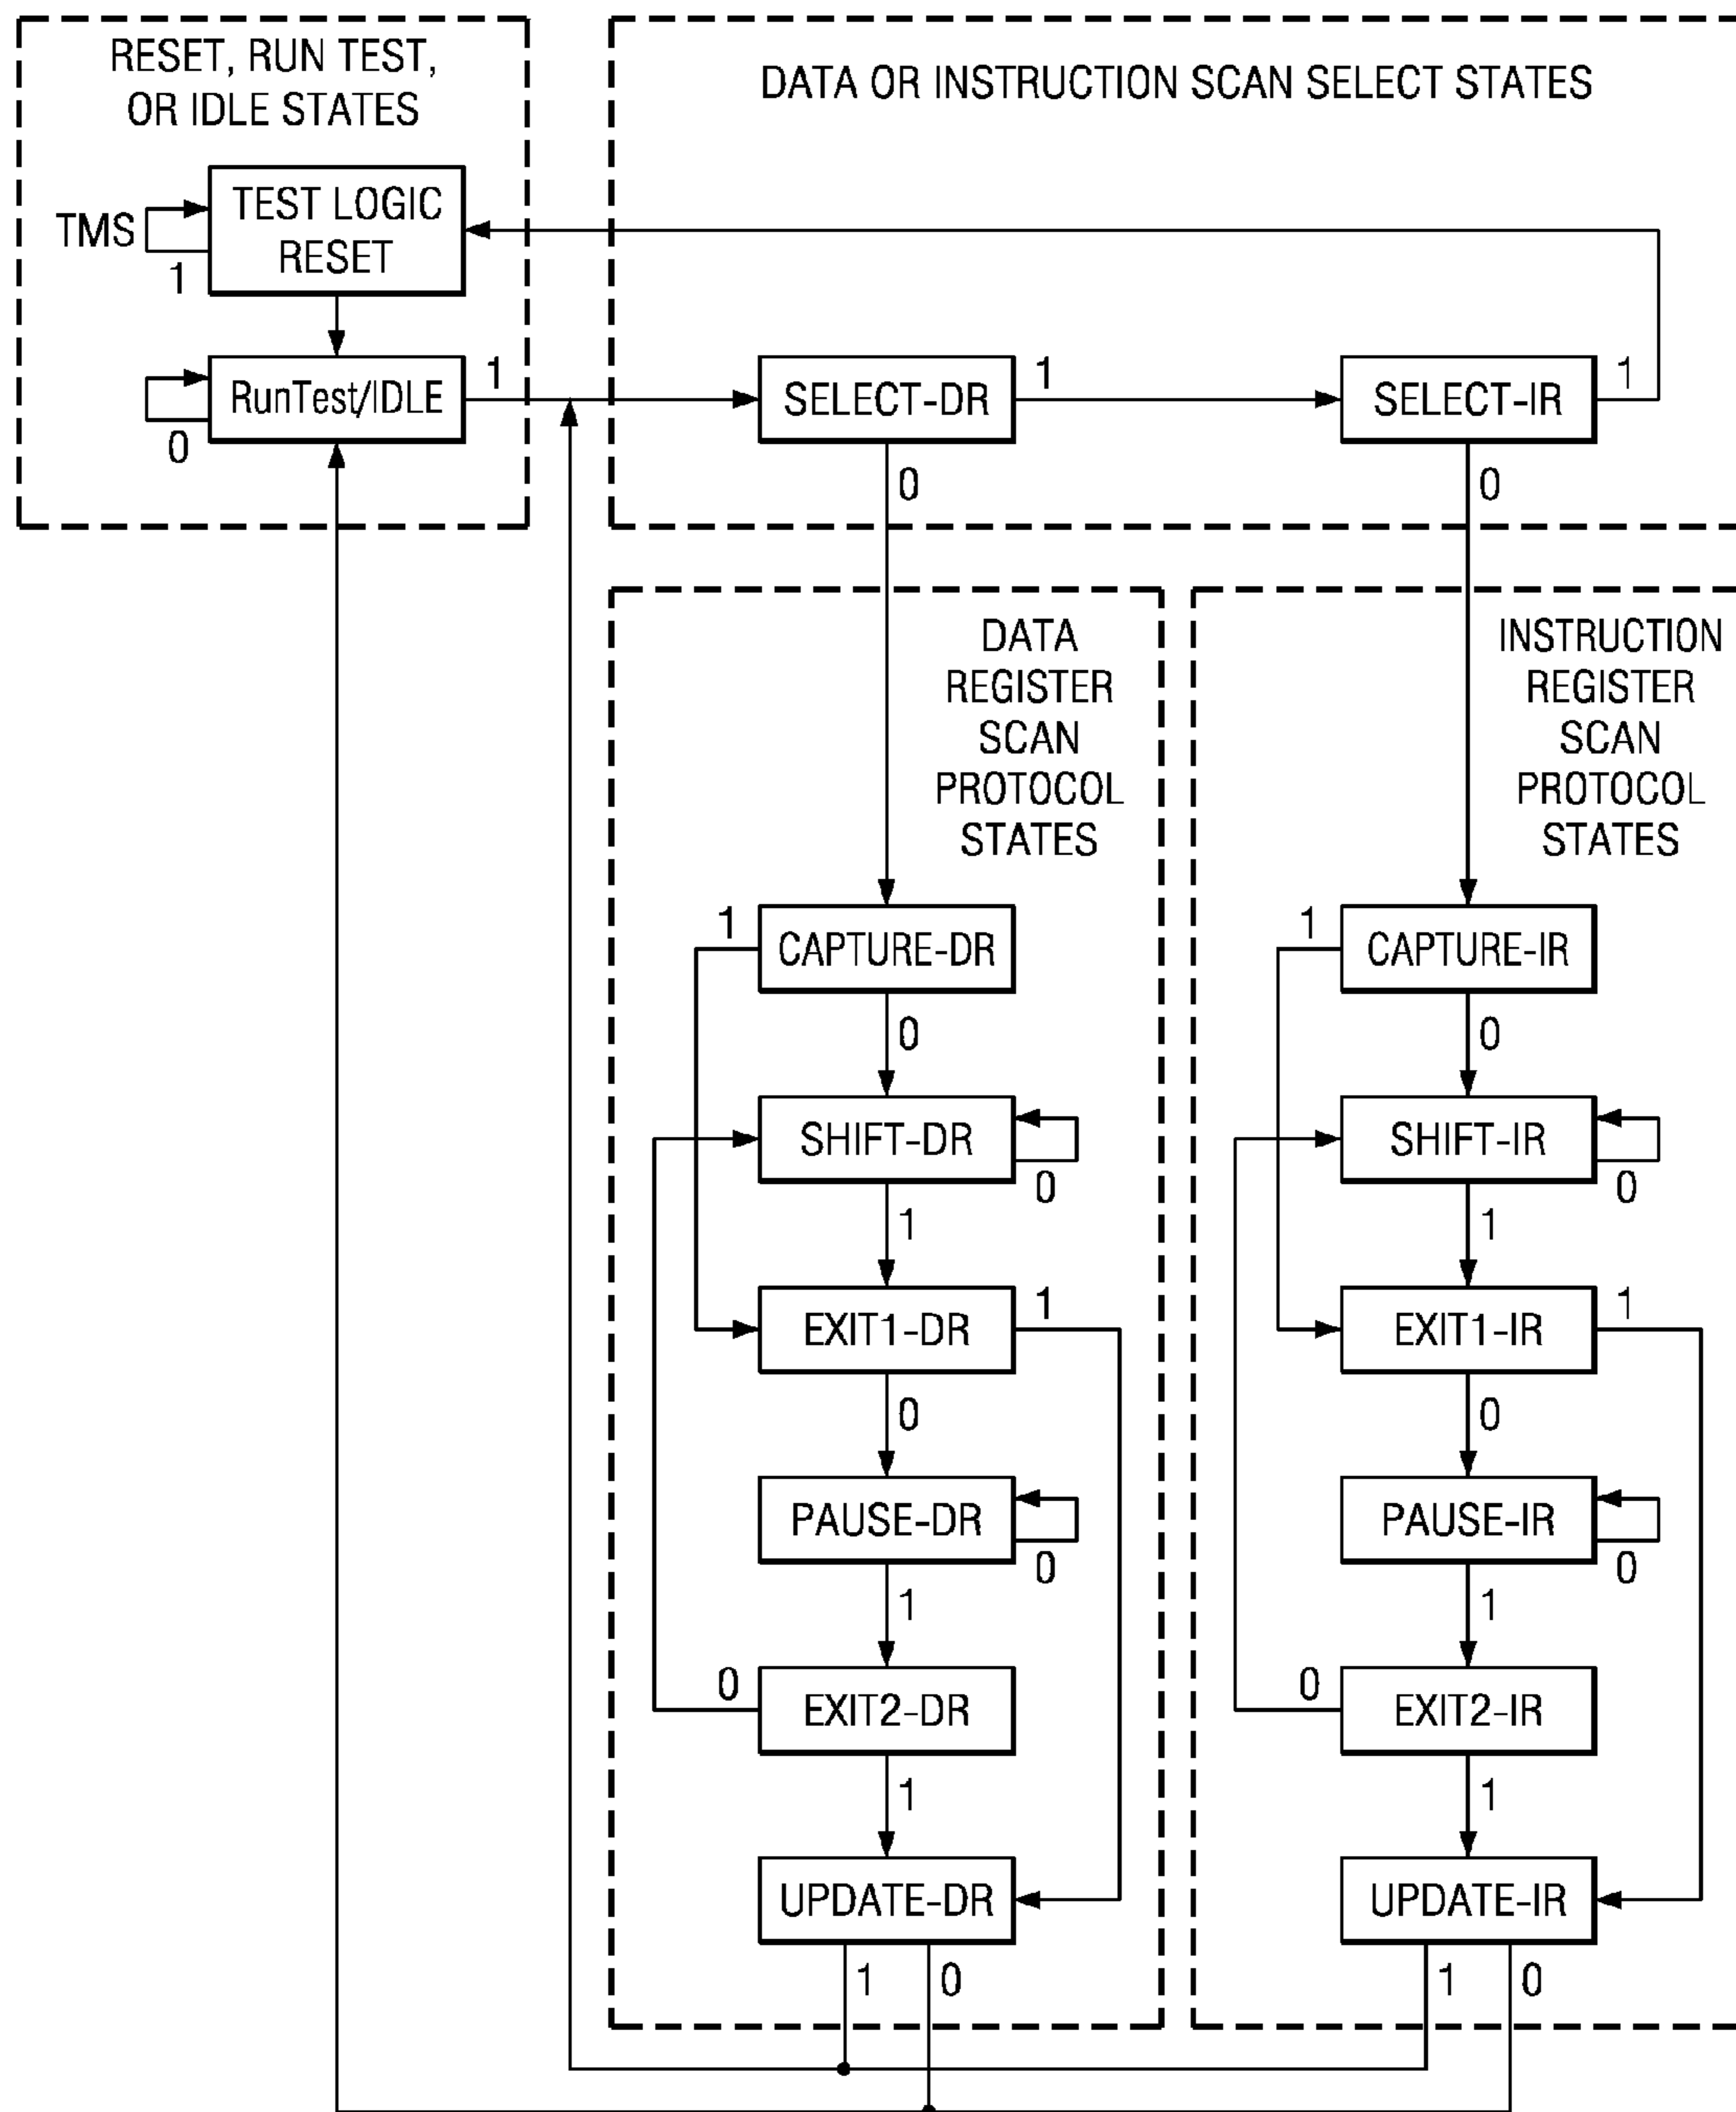 RESET, RUN TEST,
OR IDLE STATES
DATA OR INSTRUCTION SCAN SELECT STATES
TEST LOGIC
RESET
TMS
1
RunTest/IDLE
1
0
SELECT-DR
1
0
SELECT-IR
1
0
DATA
REGISTER
SCAN
PROTOCOL
STATES
1
CAPTURE-DR
0
SHIFT-DR
0
1
EXIT1-DR
1
0
PAUSE-DR
0
1
0
EXIT2-DR
1
UPDATE-DR
1
0
INSTRUCTION
REGISTER
SCAN
PROTOCOL
STATES
1
CAPTURE-IR
0
SHIFT-IR
0
1
EXIT1-IR
1
0
PAUSE-IR
0
1
0
EXIT2-IR
1
UPDATE-IR
1
0